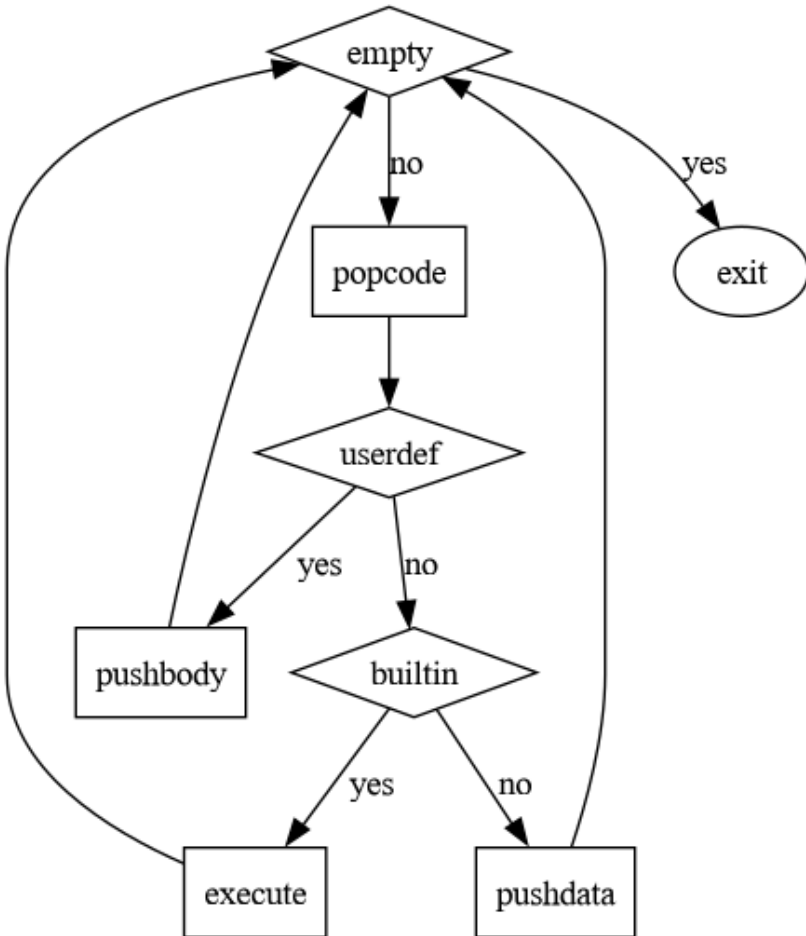 empty
no
yes
popcode
exit
userdef
yes
no
pushbody
builtin
yes
no
execute
pushdata